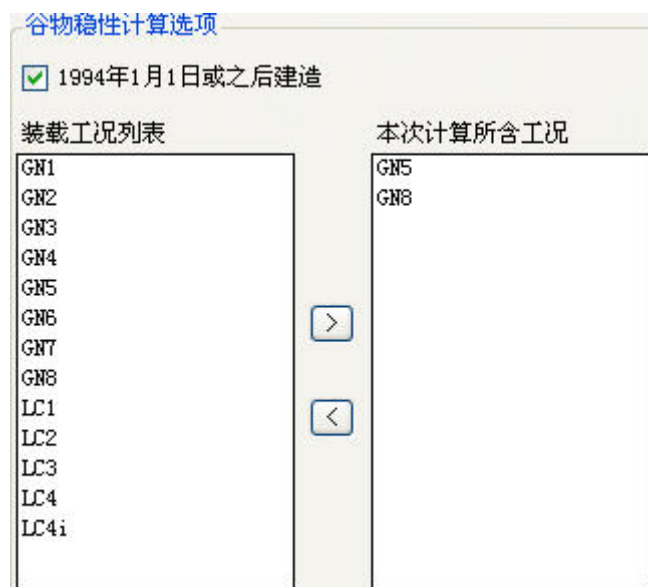 谷物稳性计算选项
1994年1月1日或之后建造
装载工况列表
GN1
GN2
GN3
GN4
GN5
GN6
GN7
GN8
LC1
LC2
LC3
LC4
LC4i
>
<
本次计算所含工况
GN5
GN8